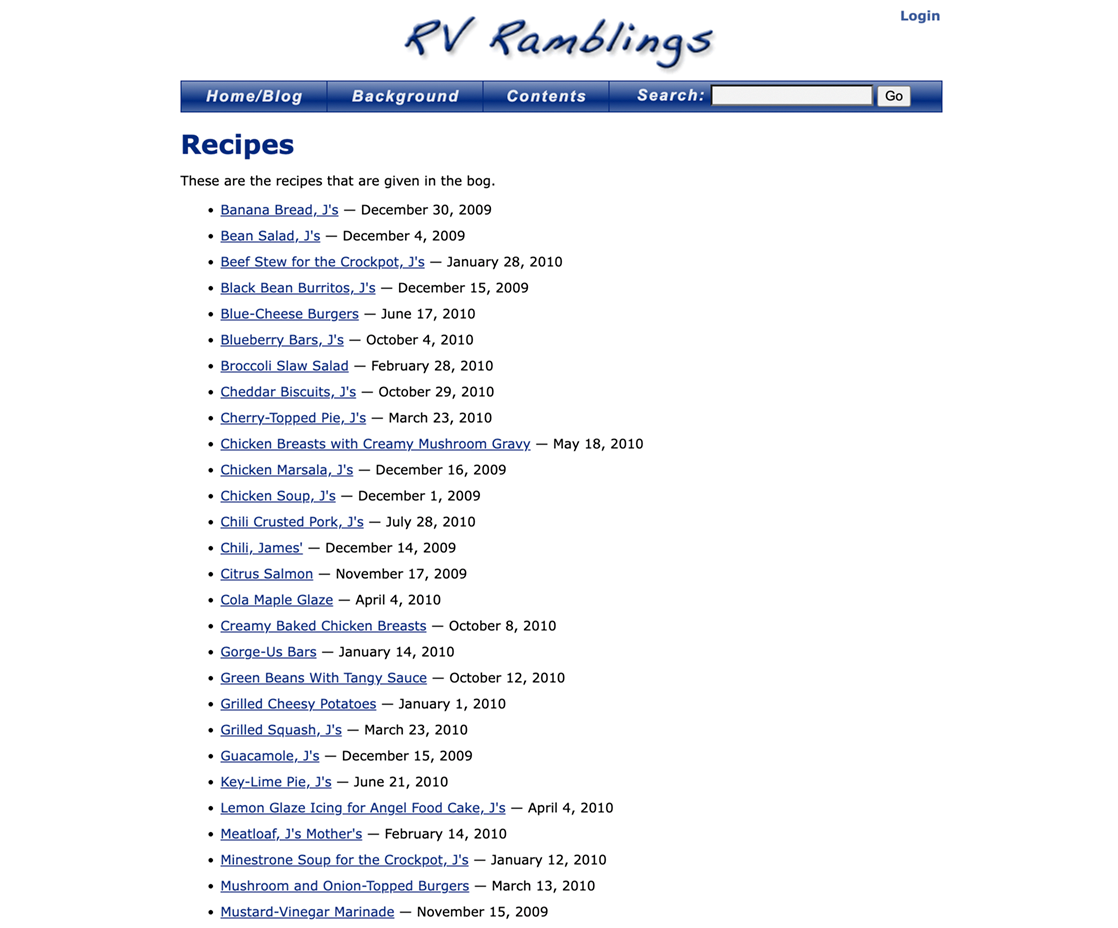 Login
RV Ramblings
Home/Blog Background Contents Search: Go
Recipes
These are the recipes that are given in the bog.
• Banana Bread, J's — December 30, 2009
• Bean Salad, J's — December 4, 2009
• Beef Stew for the Crockpot, J's — January 28, 2010
• Black Bean Burritos, J's — December 15, 2009
• Blue-Cheese Burgers — June 17, 2010
• Blueberry Bars, J's — October 4, 2010
• Broccoli Slaw Salad — February 28, 2010
• Cheddar Biscuits, J's — October 29, 2010
• Cherry-Topped Pie, J's — March 23, 2010
• Chicken Breasts with Creamy Mushroom Gravy — May 18, 2010
• Chicken Marsala, J's — December 16, 2009
• Chicken Soup, J's — December 1, 2009
• Chili Crusted Pork, J's — July 28, 2010
• Chili, James' — December 14, 2009
• Citrus Salmon — November 17, 2009
• Cola Maple Glaze — April 4, 2010
• Creamy Baked Chicken Breasts — October 8, 2010
• Gorge-Us Bars — January 14, 2010
• Green Beans With Tangy Sauce — October 12, 2010
• Grilled Cheesy Potatoes — January 1, 2010
• Grilled Squash, J's — March 23, 2010
• Guacamole, J's — December 15, 2009
• Key-Lime Pie, J's — June 21, 2010
• Lemon Glaze Icing for Angel Food Cake, J's — April 4, 2010
• Meatloaf, J's Mother's — February 14, 2010
• Minestrone Soup for the Crockpot, J's — January 12, 2010
• Mushroom and Onion-Topped Burgers — March 13, 2010
• Mustard-Vinegar Marinade — November 15, 2009